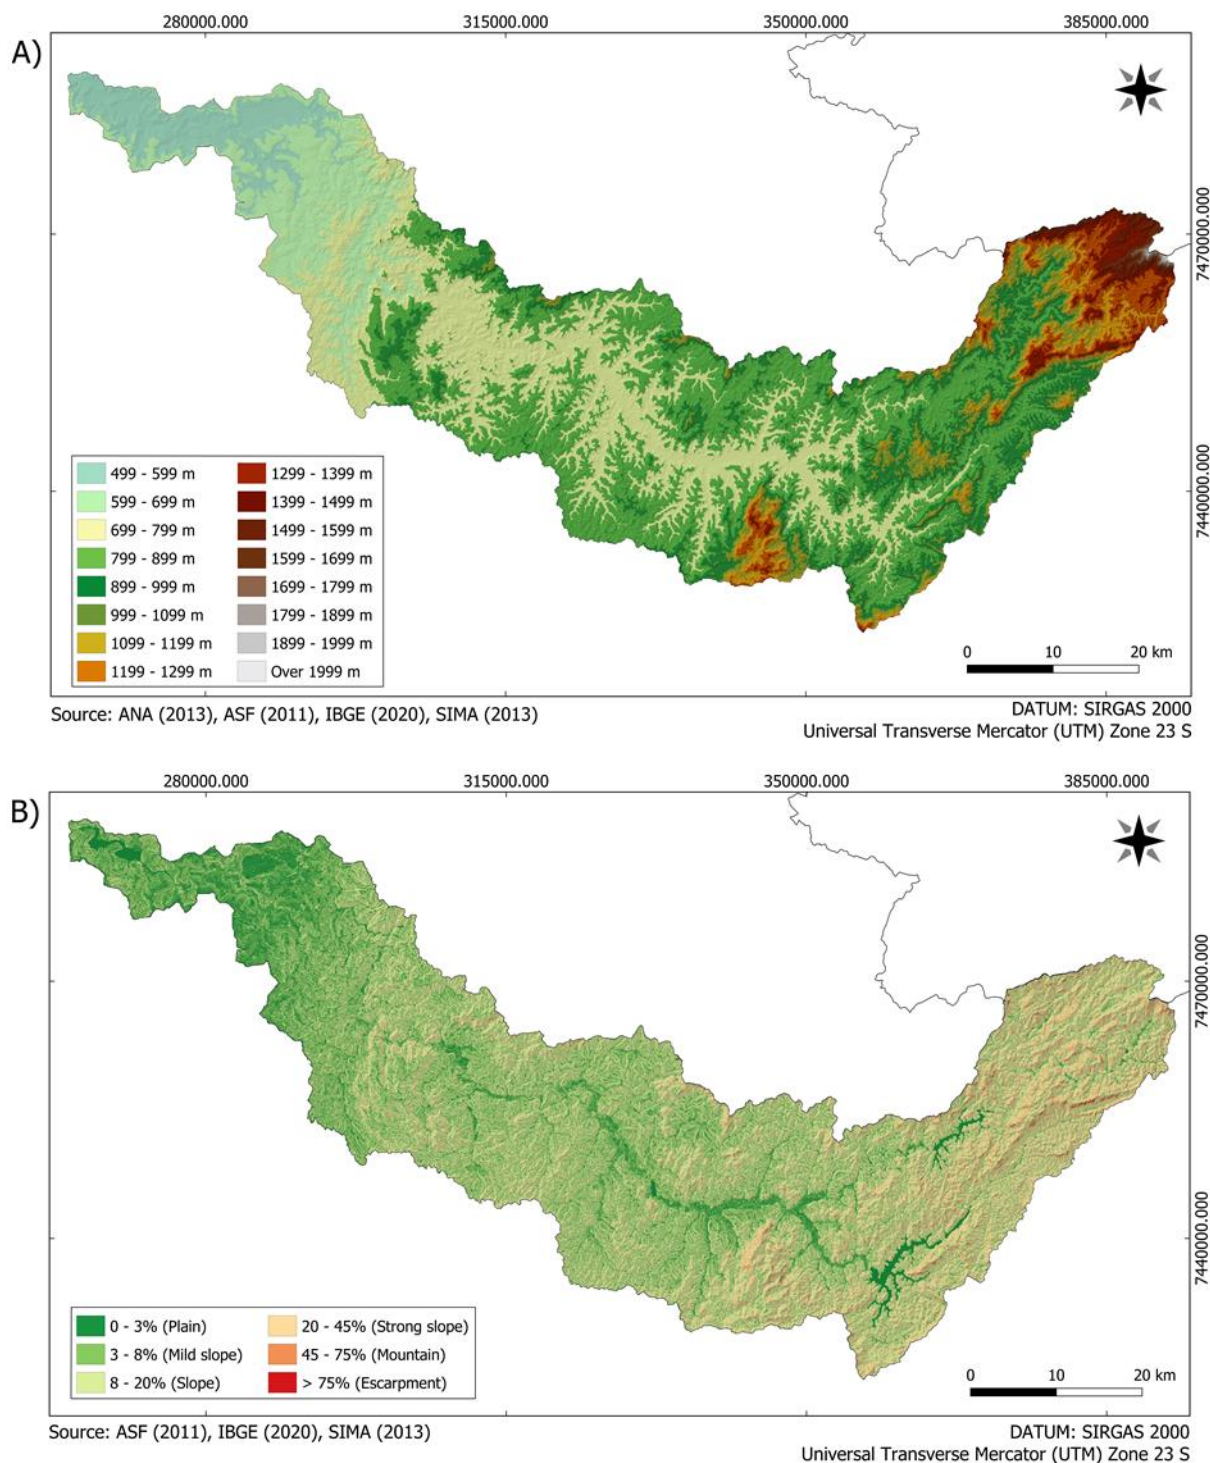 280000.000 315000.000 350000.000 385000.000
A)
7470000.000
7440000.000
499 - 599 m
599 - 699 m
699 - 799 m
799 - 899 m
899 - 999 m
999 - 1099 m
1099 - 1199 m
1199 - 1299 m
1299 - 1399 m
1399 - 1499 m
1499 - 1599 m
1599 - 1699 m
1699 - 1799 m
1799 - 1899 m
1899 - 1999 m
Over 1999 m
0 10 20 km
Source: ANA (2013), ASF (2011), IBGE (2020), SIMA (2013)
DATUM: SIRGAS 2000
Universal Transverse Mercator (UTM) Zone 23 S
280000.000 315000.000 350000.000 385000.000
B)
7470000.000
7440000.000
0 - 3% (Plain)
3 - 8% (Mild slope)
8 - 20% (Slope)
20 - 45% (Strong slope)
45 - 75% (Mountain)
> 75% (Escarpment)
0 10 20 km
Source: ASF (2011), IBGE (2020), SIMA (2013)
DATUM: SIRGAS 2000
Universal Transverse Mercator (UTM) Zone 23 S